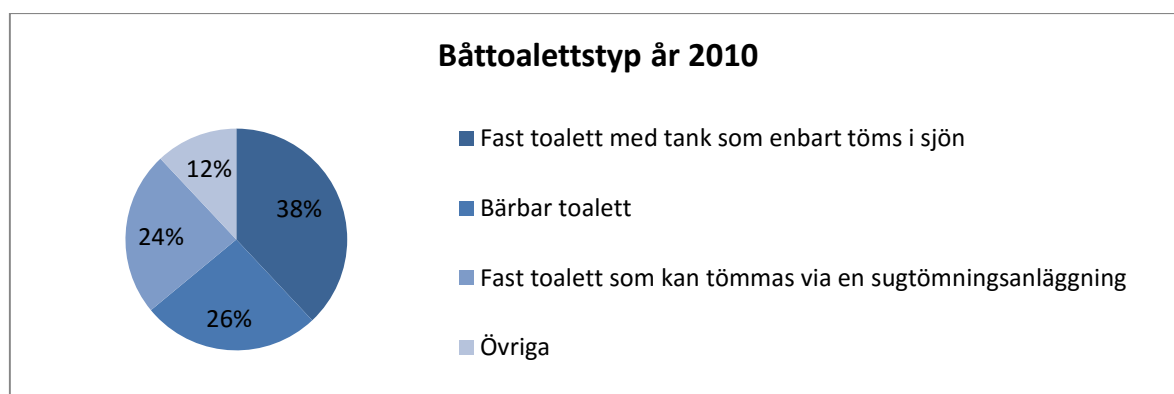 Båttoalettstyp år 2010
38%
26%
24%
12%
Fast toalett med tank som enbart töms i sjön
Bärbar toalett
Fast toalett som kan tömmas via en sugtömningsanläggning
Övriga